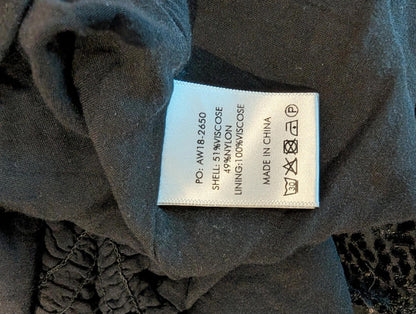 PO: AW18-2650
SHELL: 51%VISCOSE
49%NYLON
LINING:100%VISCOSE
MADE IN CHINA
P